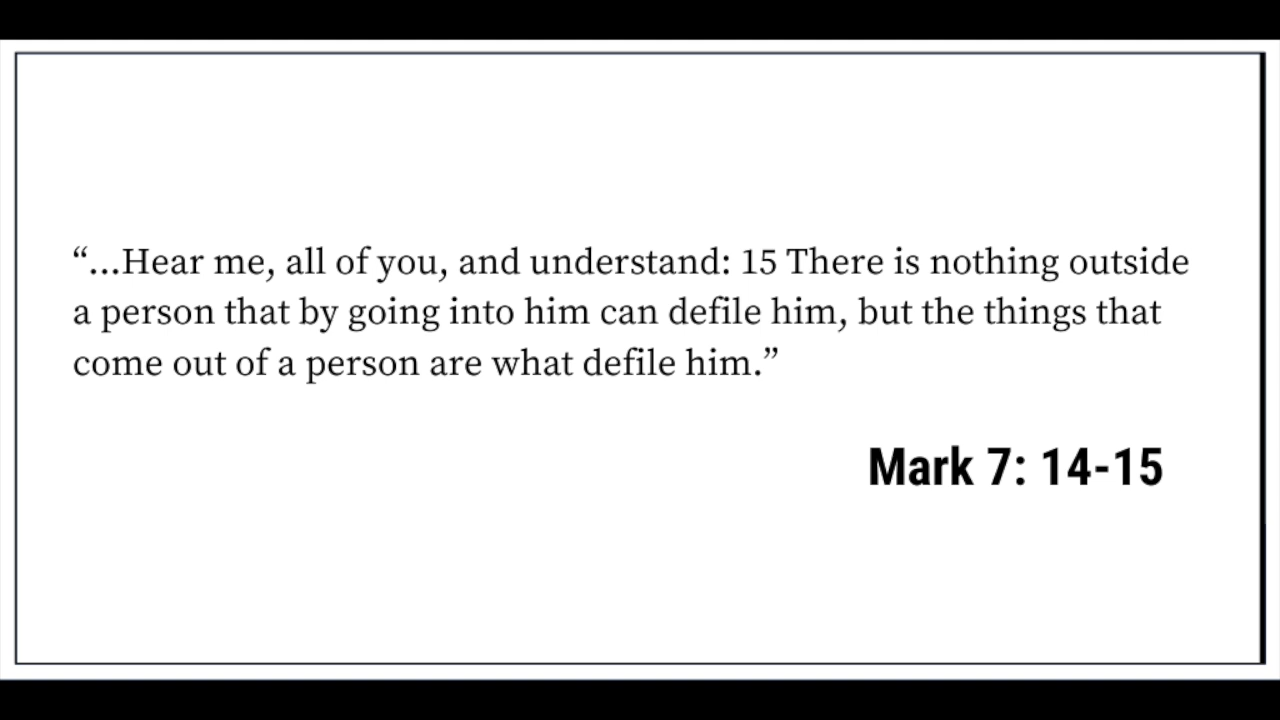 “...Hear me, all of you, and understand: 15 There is nothing outside
a person that by going into him can defile him, but the things that
come out of a person are what defile him.”
Mark 7: 14-15